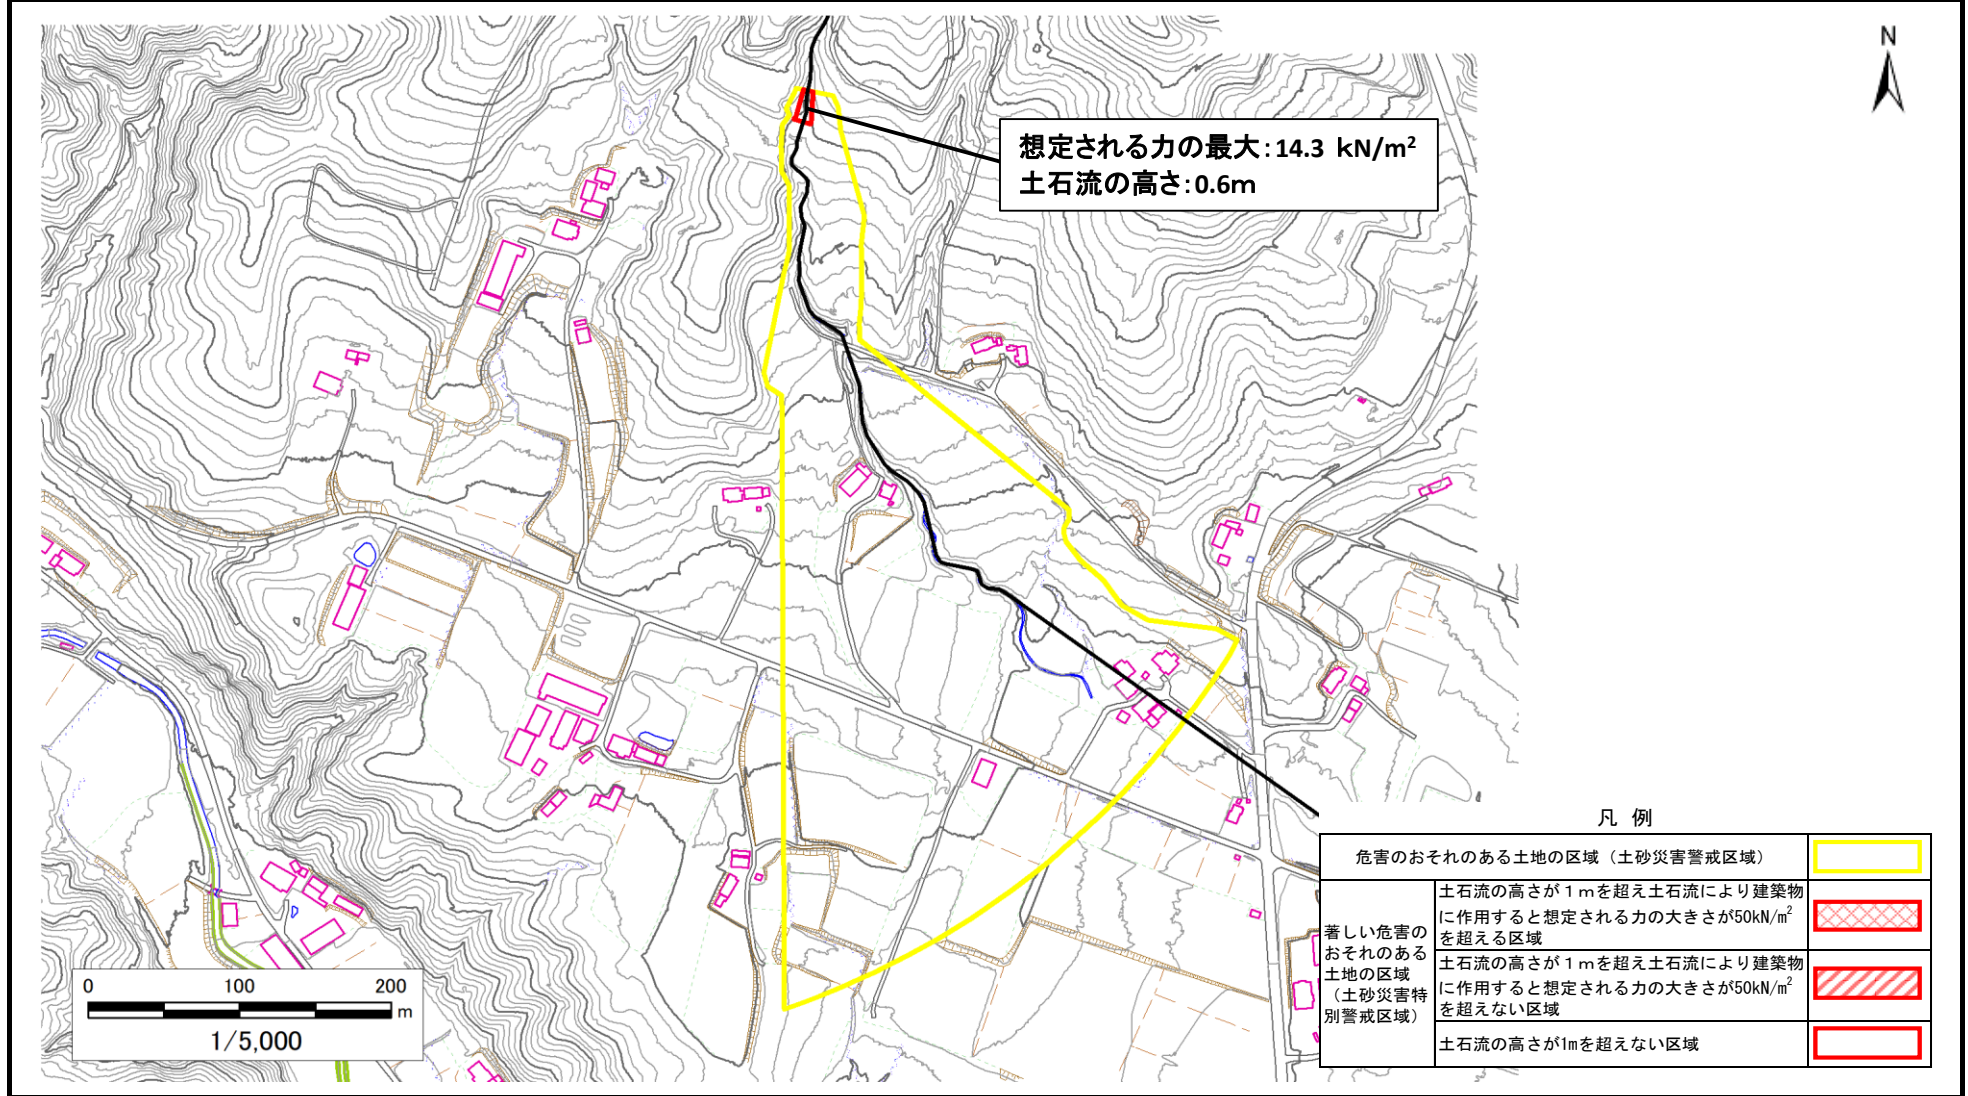 N
想定される力の最大:14.3 kN/m²
土石流の高さ:0.6m
凡 例
危害のおそれのある土地の区域（土砂災害警戒区域）
著しい危害の
おそれのある
土地の区域
（土砂災害特
別警戒区域）
土石流の高さが１ｍを超え土石流により建築物
に作用すると想定される力の大きさが50kN/㎡
を超える区域
土石流の高さが１ｍを超え土石流により建築物
に作用すると想定される力の大きさが50kN/㎡
を超えない区域
土石流の高さが1mを超えない区域
0 100 200
m
1/5,000